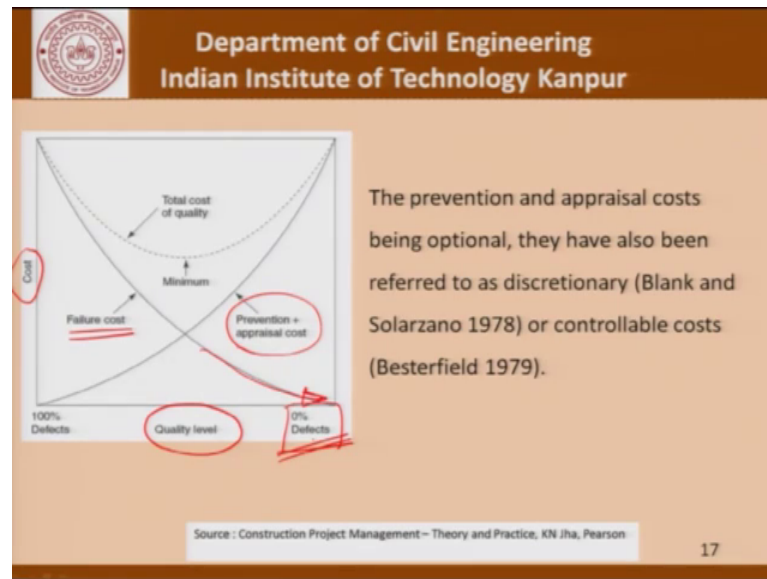 Department of Civil Engineering
Indian Institute of Technology Kanpur
Total cost
of quality
Minimum
Cost
Failure cost
Prevention +
appraisal cost
100%
Defects
Quality level
0%
Defects
The prevention and appraisal costs
being optional, they have also been
referred to as discretionary (Blank and
Solarzano 1978) or controllable costs
(Besterfield 1979).
Source : Construction Project Management – Theory and Practice, KN Jha, Pearson
17